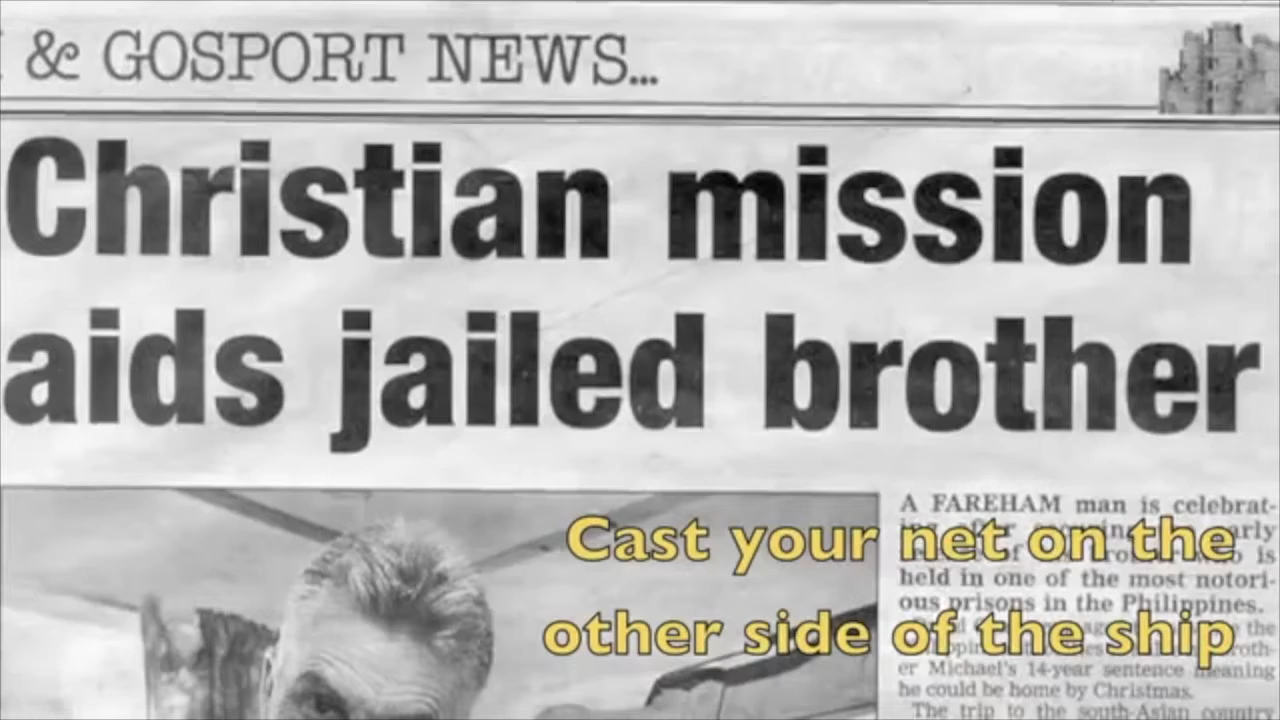 & GOSPORT NEWS...
Christian mission
aids jailed brother
A FAREHAM man is celebrat-
held in one of the most notori-
ous prisons in the Philippines.
er Michael's 14-year sentence meaning
he could be home by Christmas.
The trip to the south-Asian country
Cast your net on the
other side of the ship